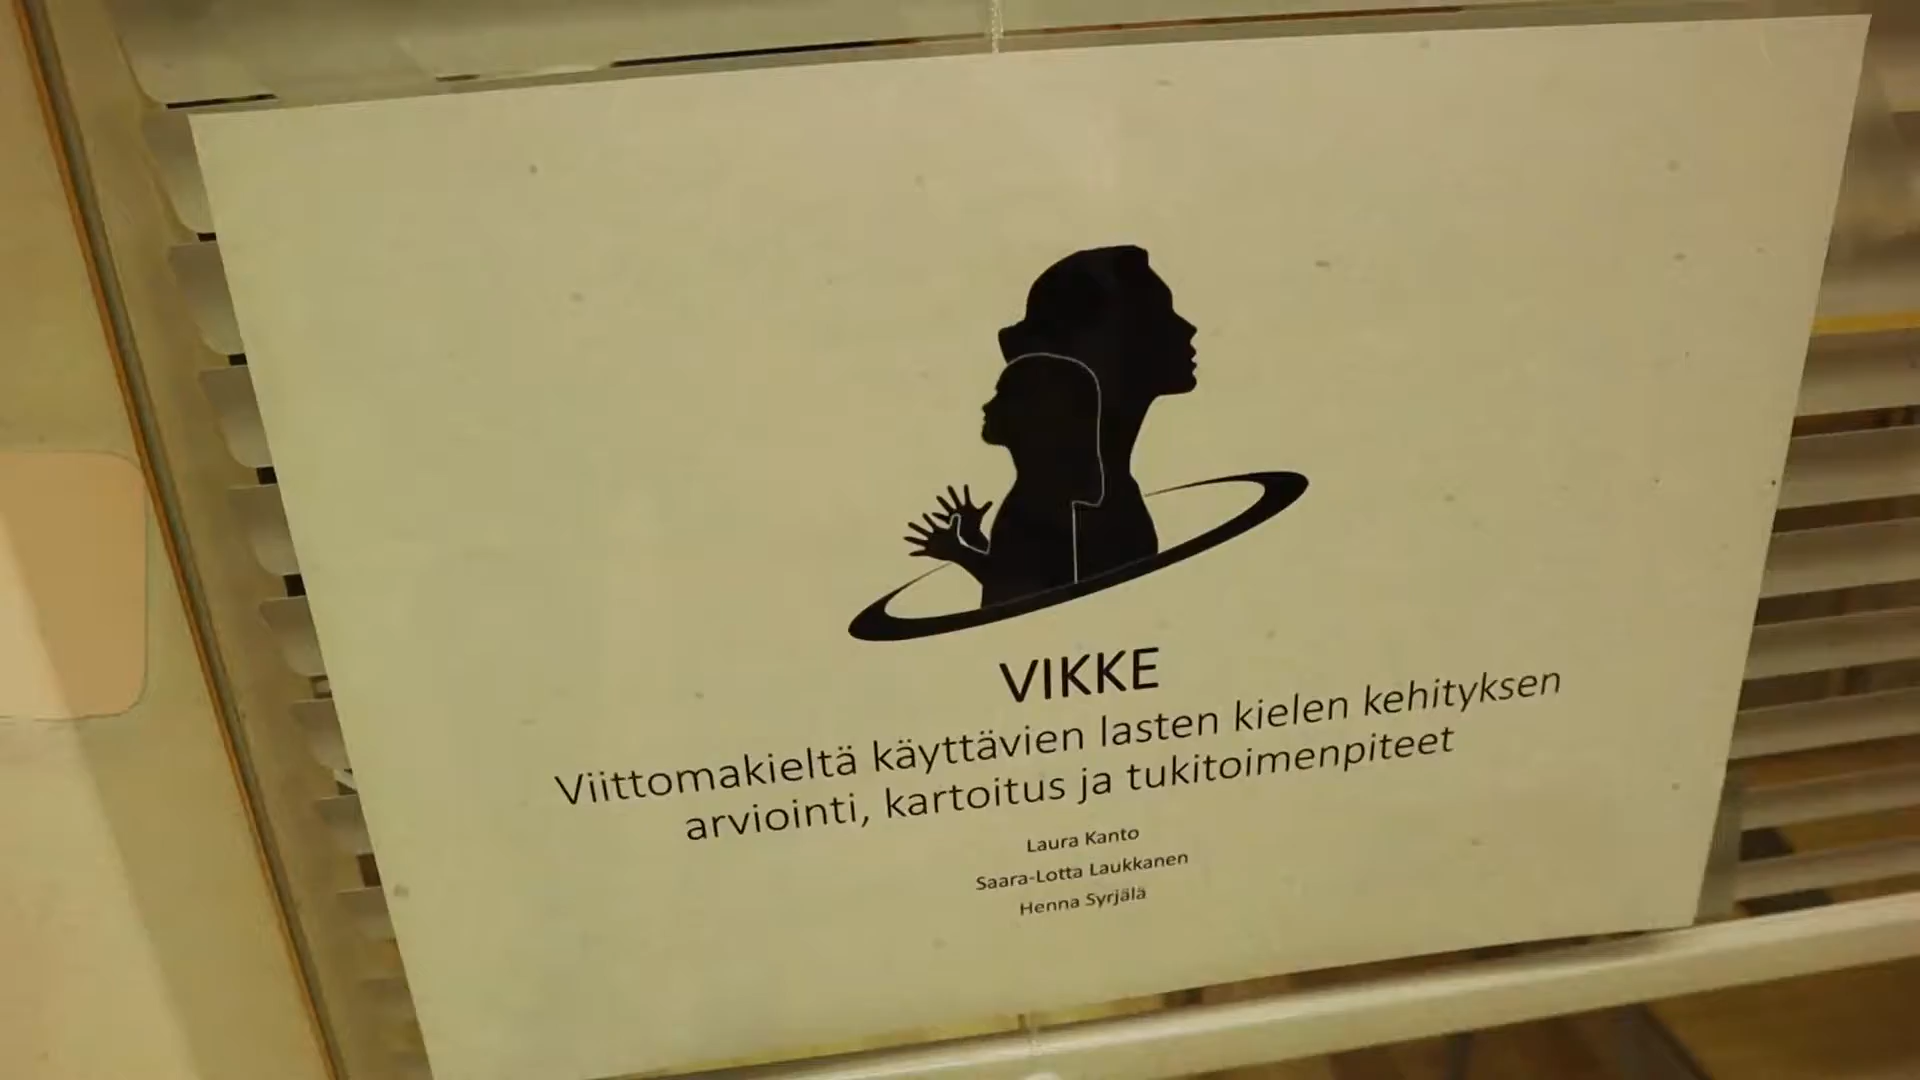 VIKKE
Viittomakieltä käyttävien lasten kielen kehityksen
arviointi, kartoitus ja tukitoimenpiteet
Laura Kanto
Saara-Lotta Laukkanen
Henna Syrjälä